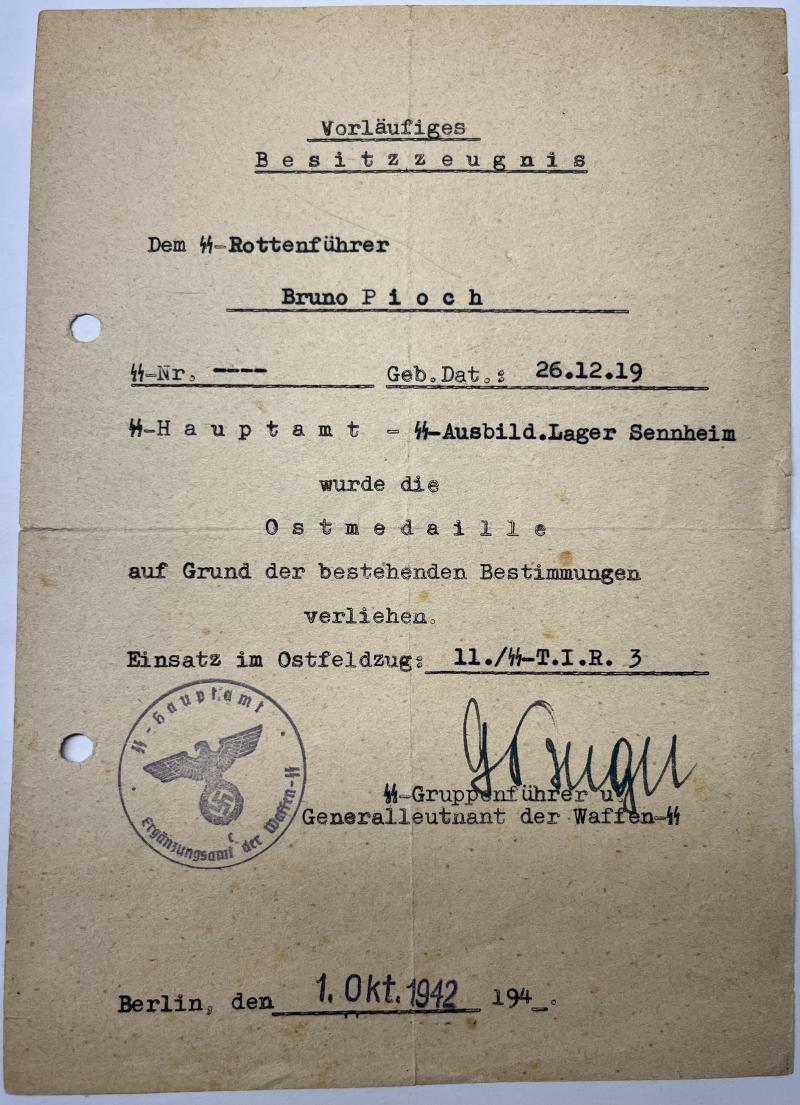 Vorläufiges
Besitzzeugnis
Dem ᛋᛋ-Rottenführer
Bruno Pioch
ᛋᛋ-Nr. ---- Geb.Dat.: 26.12.19
ᛋᛋ-Hauptamt - ᛋᛋ-Ausbild.Lager Sennheim
wurde die
Ostmedaille
auf Grund der bestehenden Bestimmungen
verliehen.
Einsatz im Ostfeldzug: 11./ᛋᛋ-T.I.R. 3
ᛋᛋ-Hauptamt
Ergänzungsamt der Waffen-ᛋᛋ
ᛋᛋ-Gruppenführer u.
Generalleutnant der Waffen-ᛋᛋ
Berlin, den 1. Okt. 1942 194_.